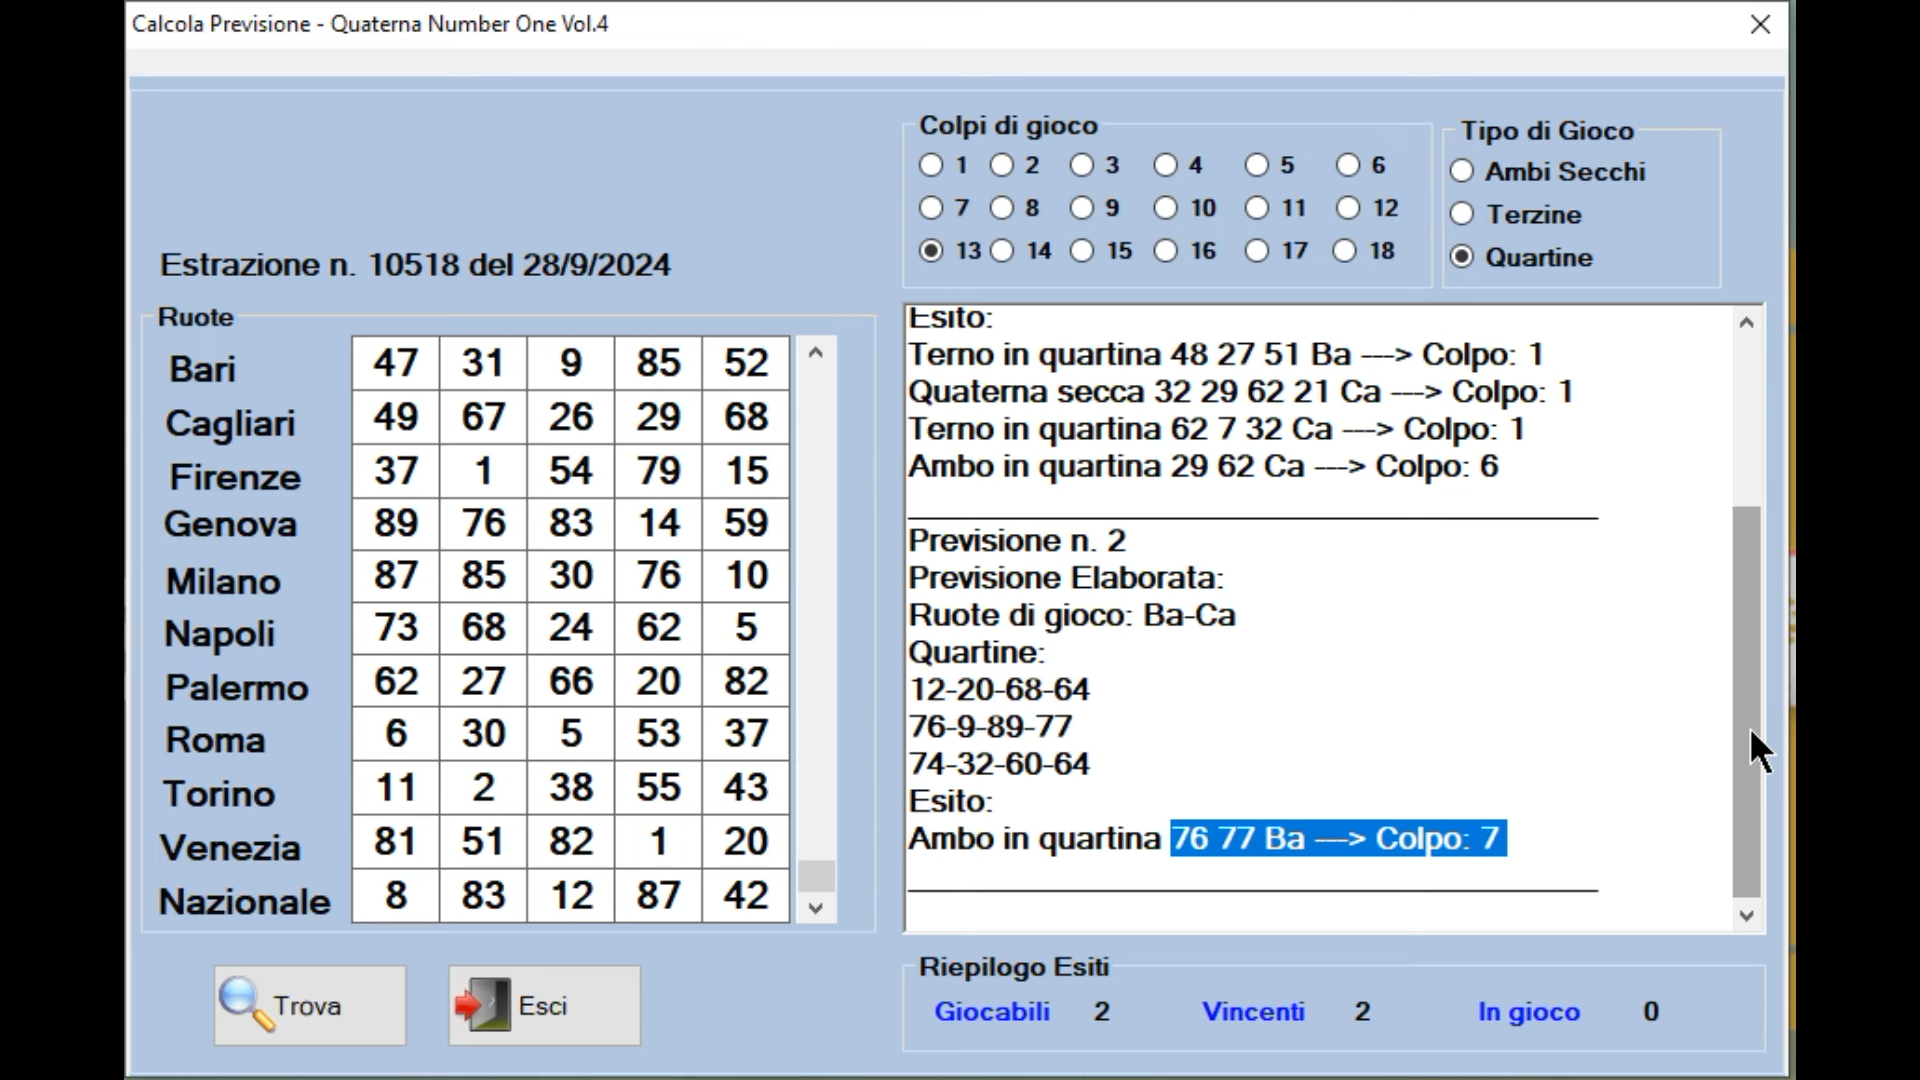 Calcola Previsione - Quaterna Number One Vol.4
Estrazione n. 10518 del 28/9/2024
Ruote
Bari 47 31 9 85 52
Cagliari 49 67 26 29 68
Firenze 37 1 54 79 15
Genova 89 76 83 14 59
Milano 87 85 30 76 10
Napoli 73 68 24 62 5
Palermo 62 27 66 20 82
Roma 6 30 5 53 37
Torino 11 2 38 55 43
Venezia 81 51 82 1 20
Nazionale 8 83 12 87 42
Trova
Esci
Colpi di gioco
1 2 3 4 5 6
7 8 9 10 11 12
13 14 15 16 17 18
Tipo di Gioco
Ambi Secchi
Terzine
Quartine
Esito:
Terno in quartina 48 27 51 Ba ---> Colpo: 1
Quaterna secca 32 29 62 21 Ca ---> Colpo: 1
Terno in quartina 62 7 32 Ca ---> Colpo: 1
Ambo in quartina 29 62 Ca ---> Colpo: 6
Previsione n. 2
Previsione Elaborata:
Ruote di gioco: Ba-Ca
Quartine:
12-20-68-64
76-9-89-77
74-32-60-64
Esito:
Ambo in quartina 76 77 Ba ---> Colpo: 7
Riepilogo Esiti
Giocabili 2 Vincenti 2 In gioco 0